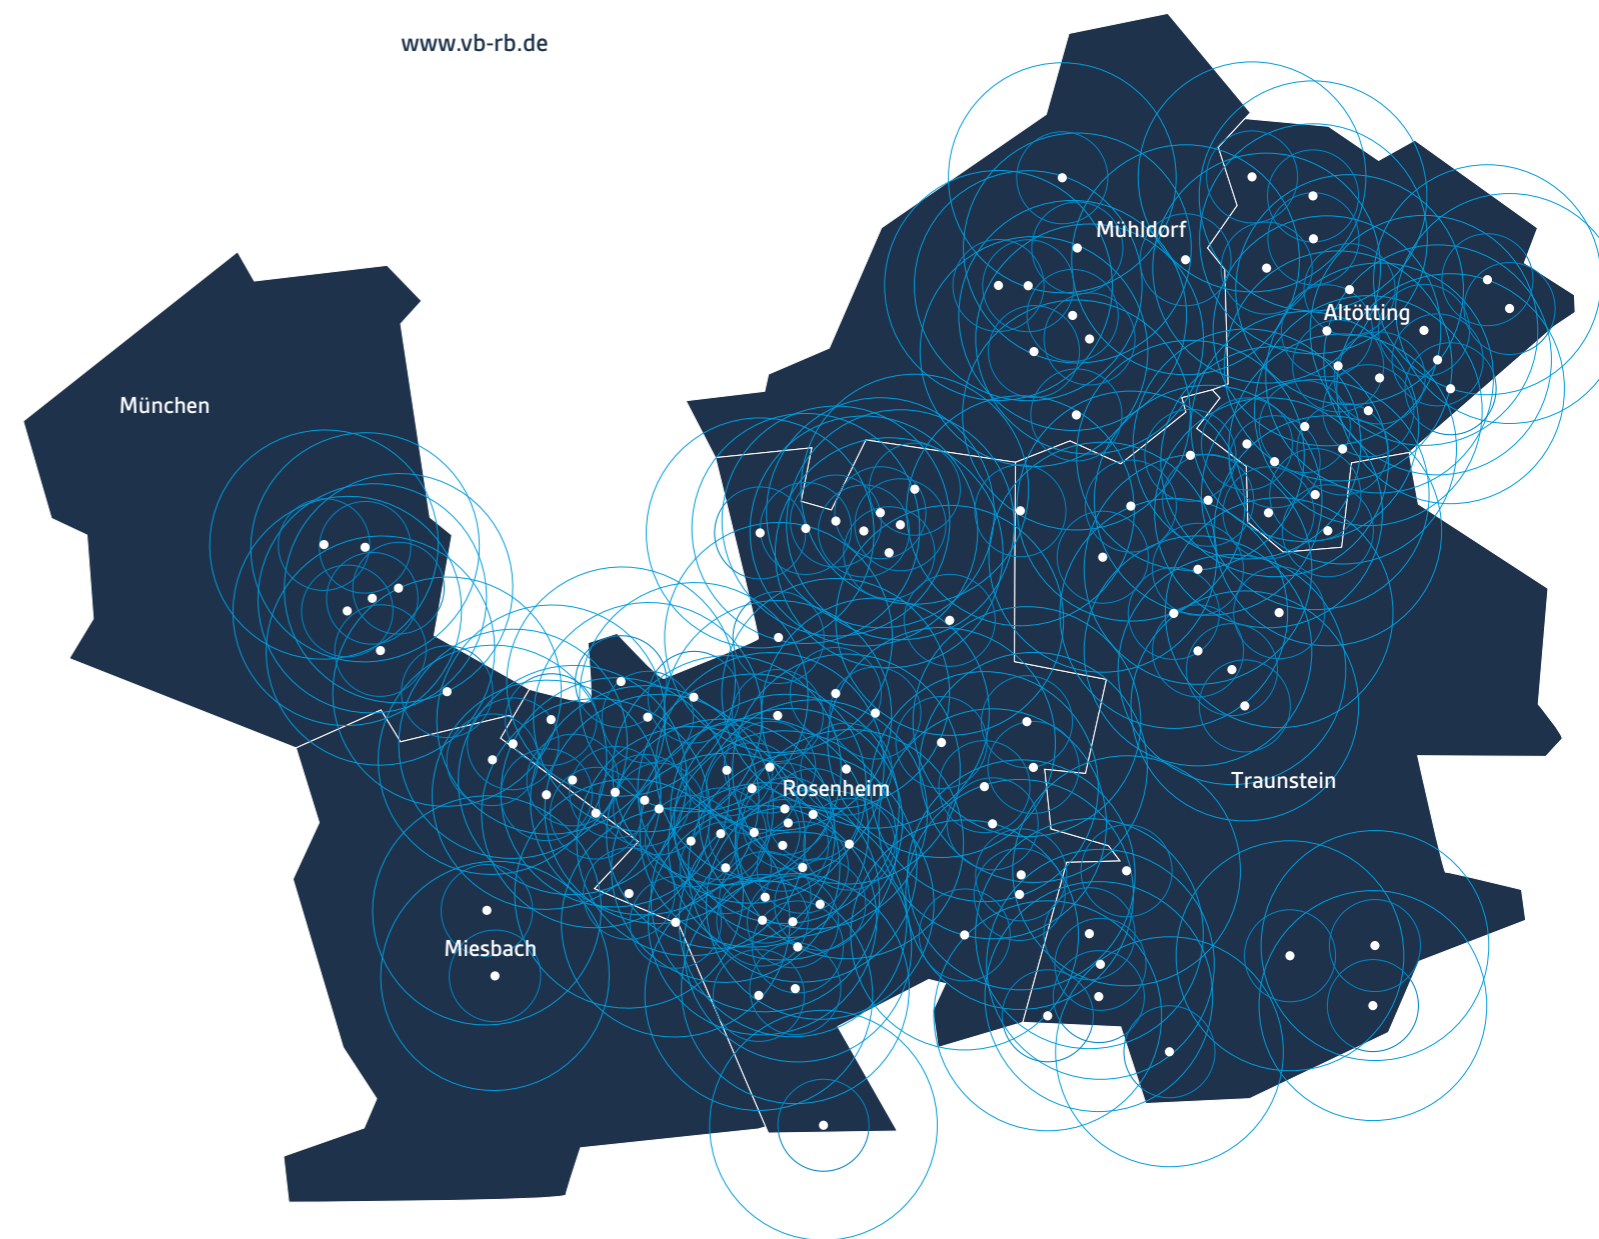 www.vb-rb.de
Mühldorf
Altötting
München
Rosenheim
Traunstein
Miesbach